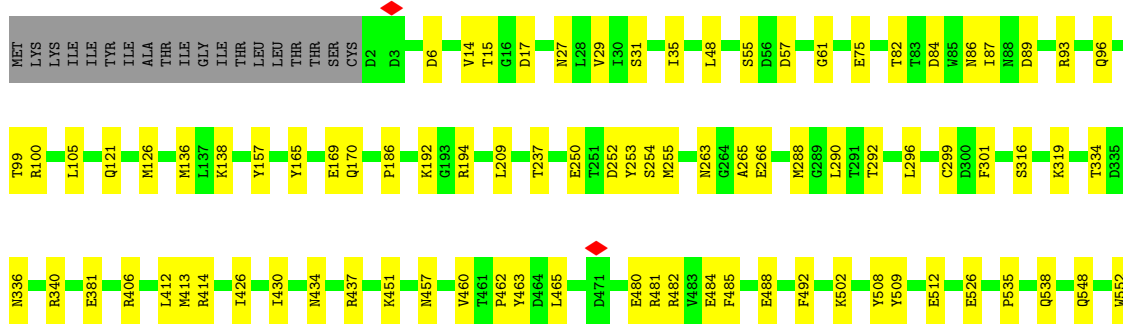 MET LYS LYS ILE ILE TYR ILE ALA THR ILE GLY ILE THR LEU LEU THR THR SER CYS D2 D3 D6 V14 T15 G16 D17 N27 L28 V29 I30 S31 I35 L48 S55 D56 D57 G61 E75 T82 T83 D84 W85 N86 I87 N88 D89 R93 Q96
T99 R100 L105 Q121 M126 M136 L137 K138 Y157 Y165 E169 Q170 P186 K192 G193 R194 L209 T237 E250 T251 D252 Y253 S254 M255 N263 G264 A265 E266 M288 G289 L290 T291 T292 L296 C299 D300 F301 S316 K319 T334 D335
N336 R340 E381 R406 L412 M413 R414 I426 I430 N434 R437 K451 N457 V460 T461 P462 Y463 D464 L465 D471 E480 R481 R482 V483 E484 F485 E488 F492 K502 Y508 Y509 E512 E526 P535 Q538 Q548 W552